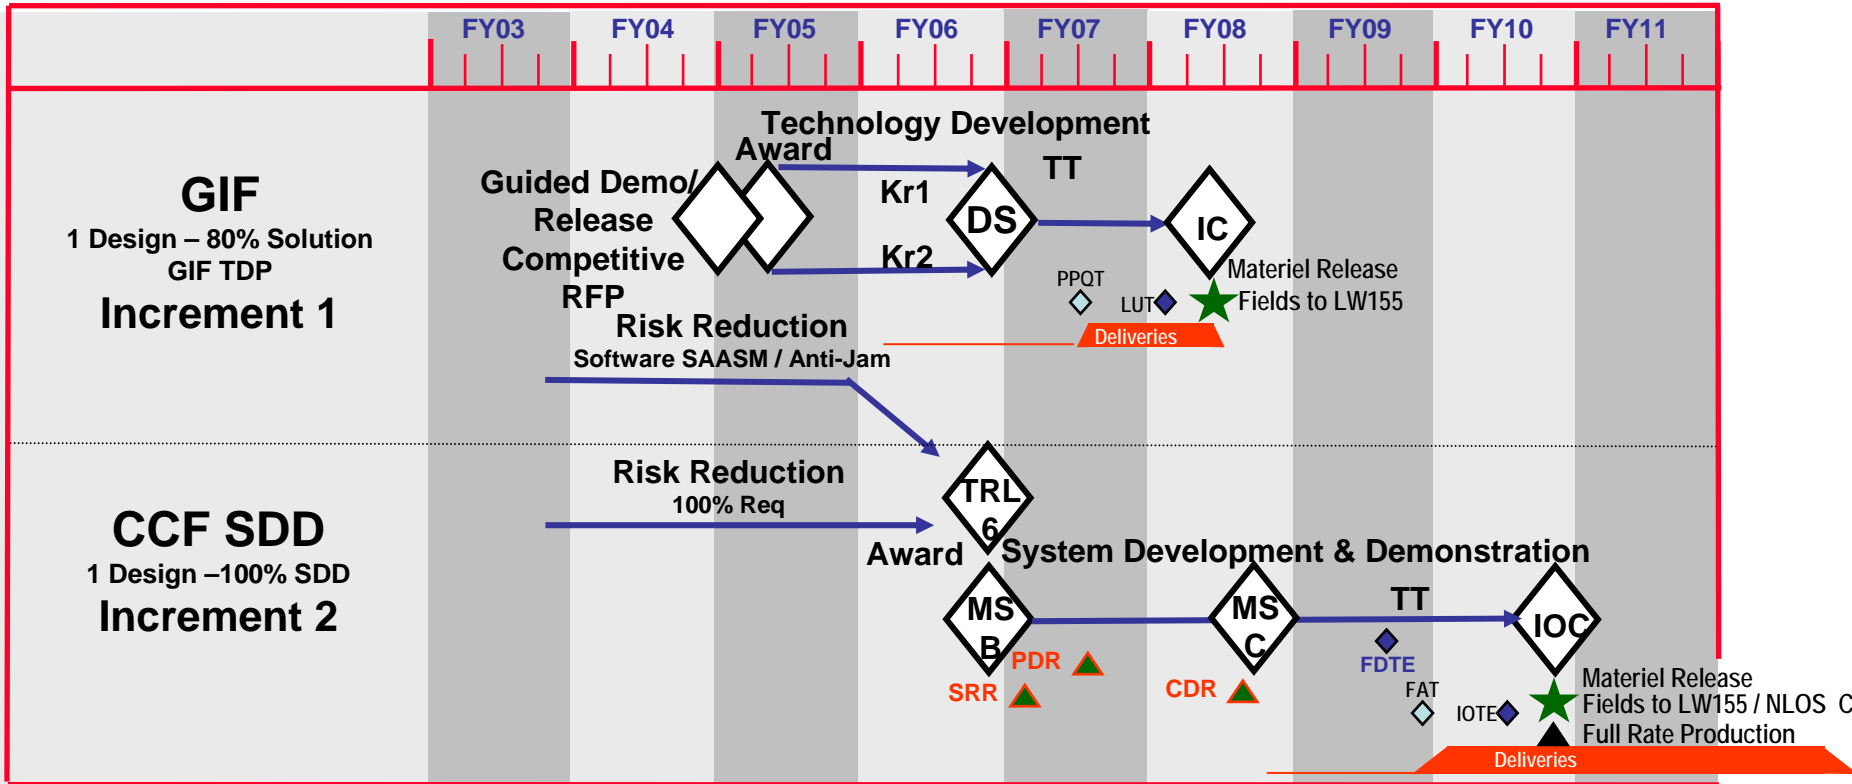 FY03 FY04 FY05 FY06 FY07 FY08 FY09 FY10 FY11
GIF
1 Design – 80% Solution
GIF TDP
Increment 1
Technology Development
Award
TT
Guided Demo/
Release
Competitive
RFP
Kr1
Kr2
DS
IC
PPQT
LUT
Materiel Release
Fields to LW155
Deliveries
Risk Reduction
Software SAASM / Anti-Jam
CCF SDD
1 Design –100% SDD
Increment 2
Risk Reduction
100% Req
TRL
6
Award
System Development & Demonstration
MS
B
MS
C
TT
IOC
PDR
SRR
CDR
FDTE
FAT
IOTE
Materiel Release
Fields to LW155 / NLOS C
Full Rate Production
Deliveries